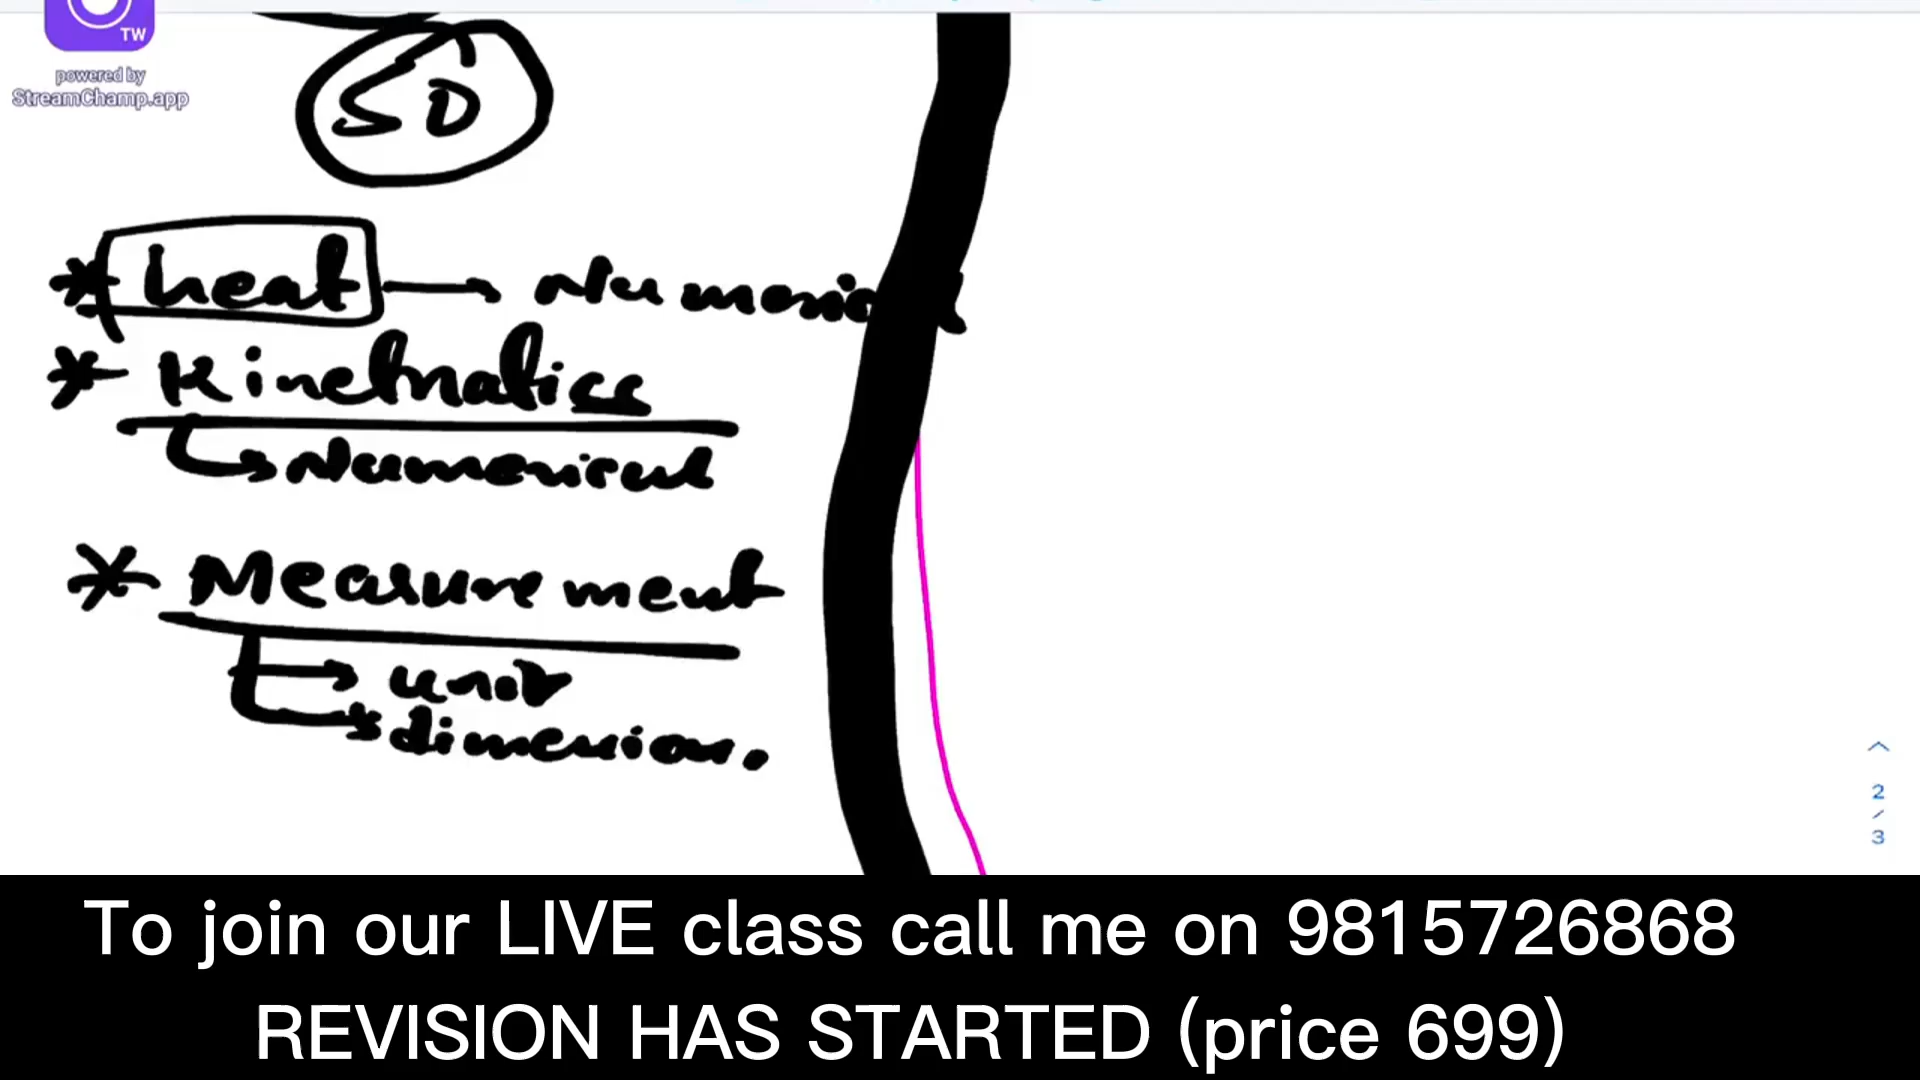 TW
powered by
StreamChamp.app
50
* heat → Numerical
* Kinematics
→ Numerical
* Measurement
→ unit
→ dimension.
2
/
3
To join our LIVE class call me on 9815726868
REVISION HAS STARTED (price 699)